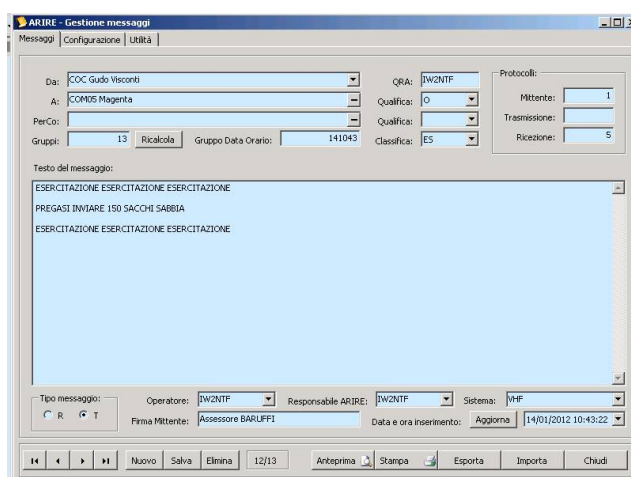 ARIRE - Gestione messaggi
Messaggi Configurazione Utilità
Da: COC Gudo Visconti QRA: IW2NTF Protocolli:
A: COM05 Magenta Qualifica: O Mittente: 1
PerCo: Qualifica: Trasmissione:
Gruppi: 13 Ricalcola Gruppo Data Orario: 141043 Classifica: ES Ricezione: 5
Testo del messaggio:
ESERCITAZIONE ESERCITAZIONE ESERCITAZIONE
PREGASI INVIARE 150 SACCHI SABBIA
ESERCITAZIONE ESERCITAZIONE ESERCITAZIONE
Tipo messaggio: Operatore: IW2NTF Responsabile ARIRE: IW2NTF Sistema: VHF
R T Firma Mittente: Assessore BARUFFI Data e ora inserimento: Aggiorna 14/01/2012 10:43:22
Nuovo Salva Elimina 12/13 Anteprima Stampa Esporta Importa Chiudi